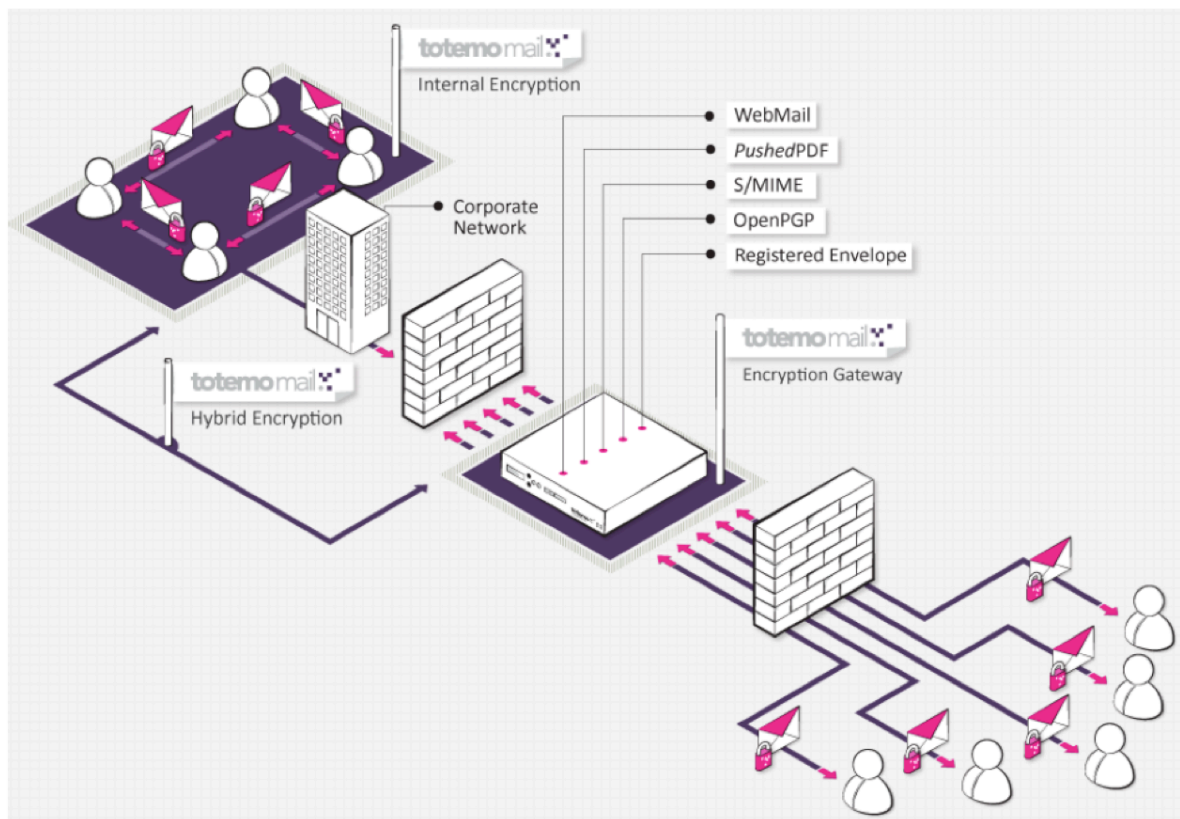 totemomail
Internal Encryption
WebMail
PushedPDF
S/MIME
OpenPGP
Registered Envelope
Corporate
Network
totemomail
Encryption Gateway
totemomail
Hybrid Encryption